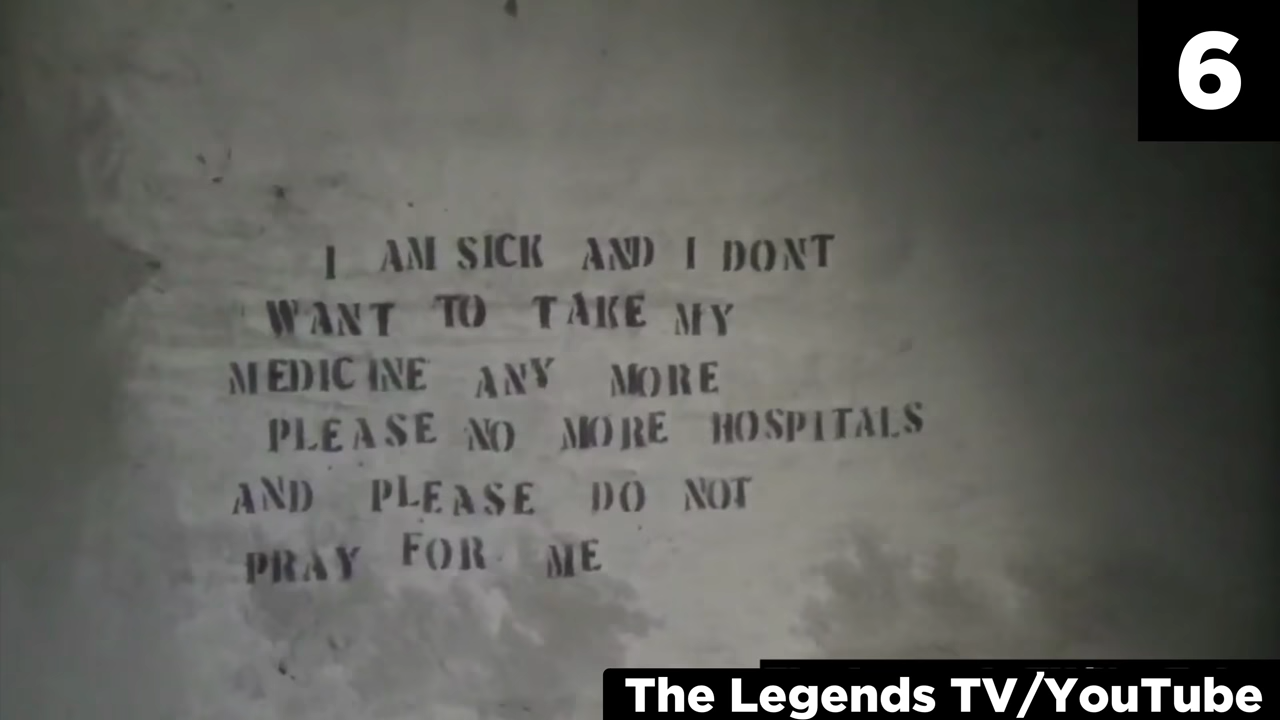 6
I AM SICK AND I DONT
WANT TO TAKE MY
MEDICINE ANY MORE
PLEASE NO MORE HOSPITALS
AND PLEASE DO NOT
PRAY FOR ME
The Legends TV/YouTube